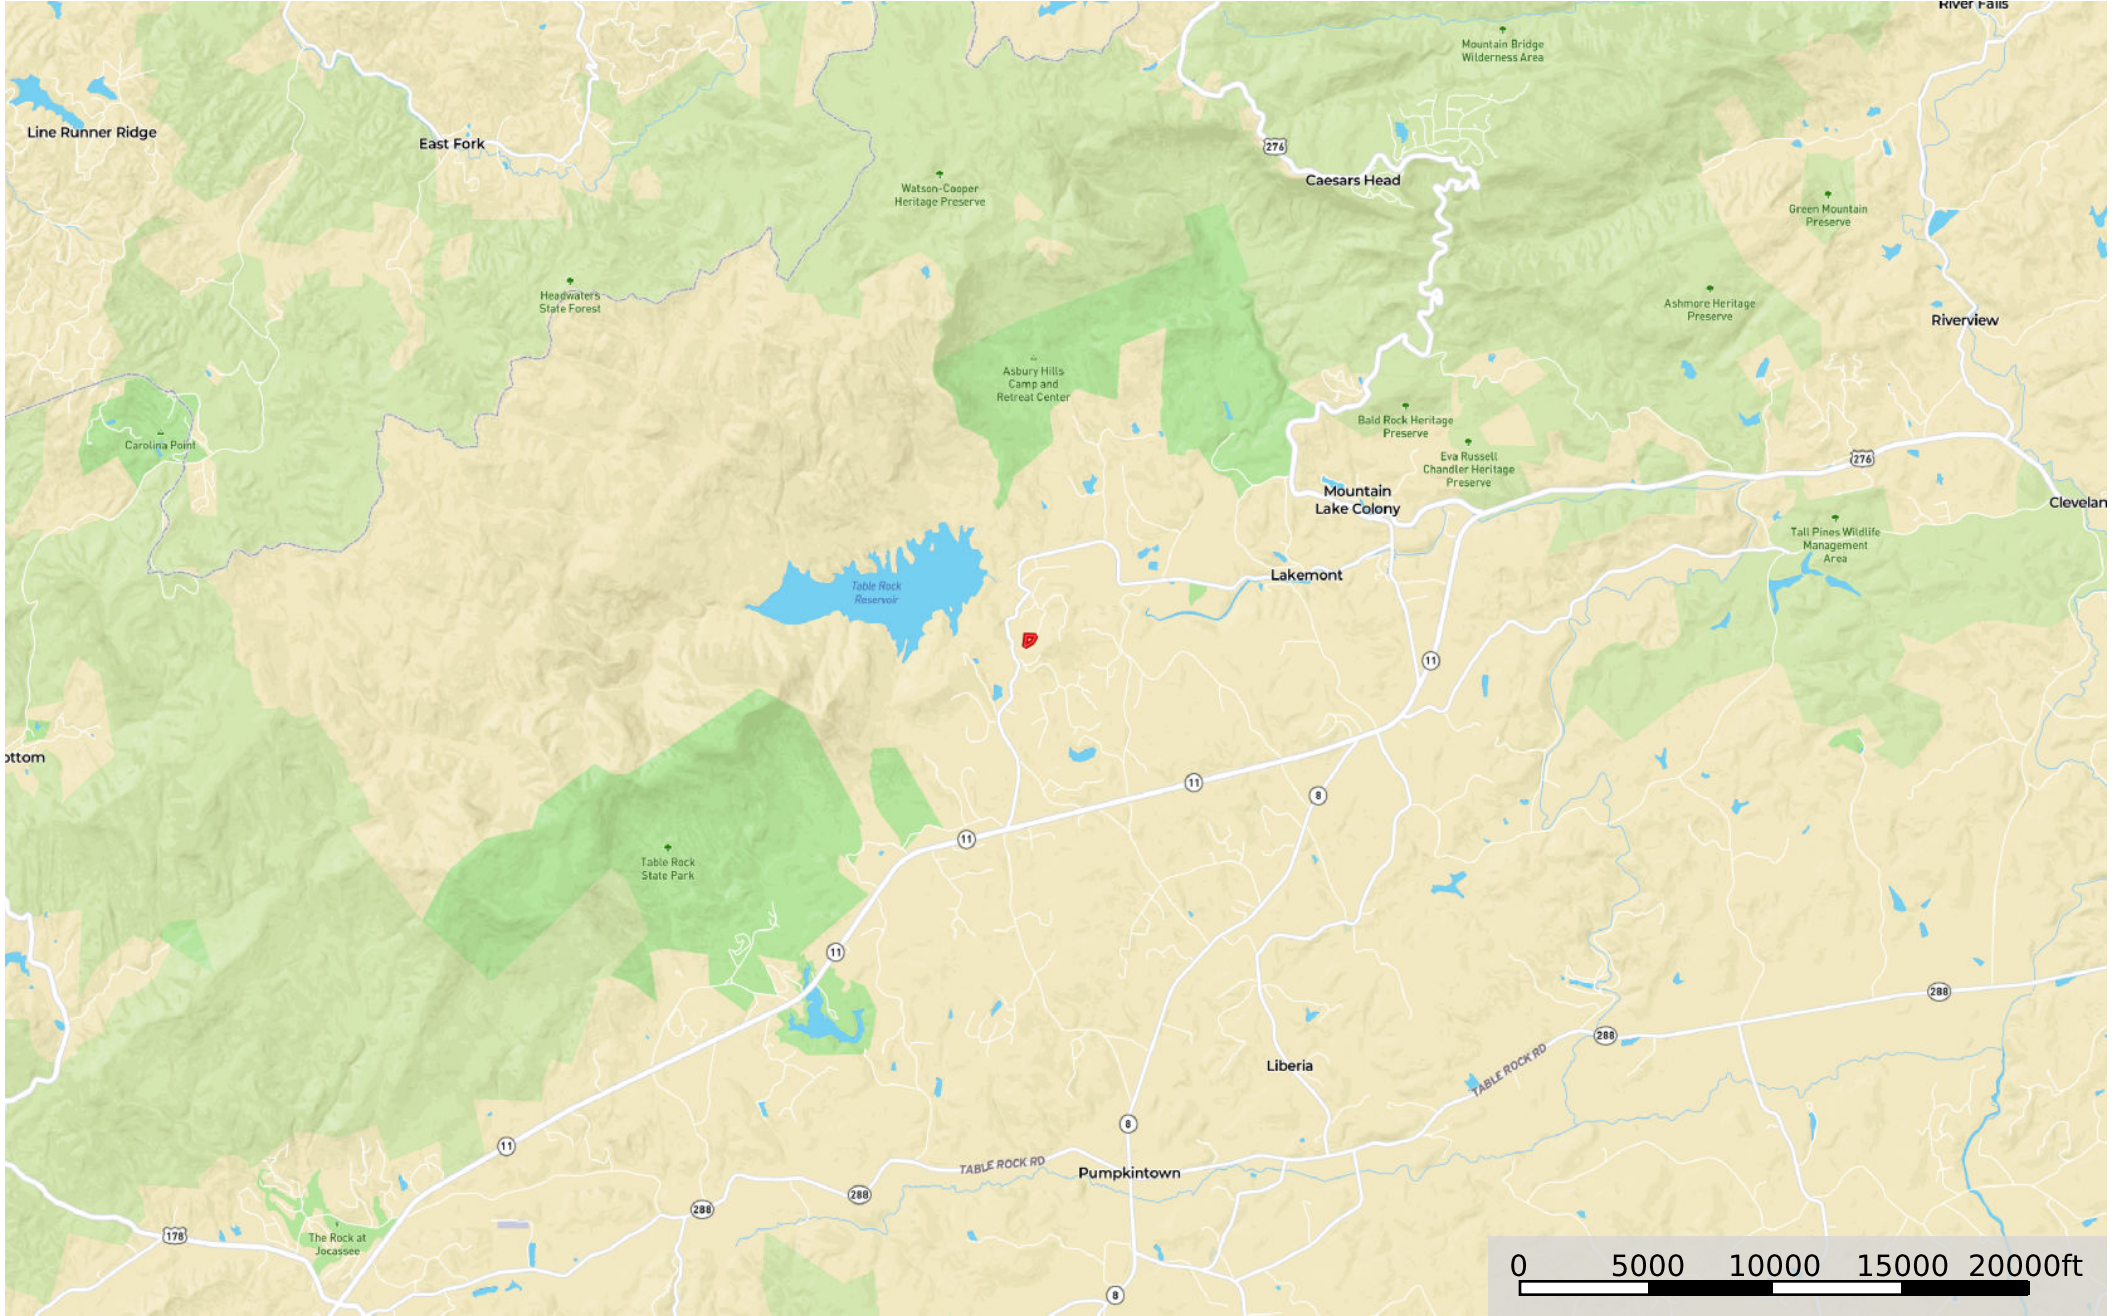 River Falls
Mountain Bridge
Wilderness Area
Line Runner Ridge
East Fork
276
Caesars Head
Watson-Cooper
Heritage Preserve
Green Mountain
Preserve
Headwaters
State Forest
Ashmore Heritage
Preserve
Riverview
Asbury Hills
Camp and
Retreat Center
Bald Rock Heritage
Preserve
Carolina Point
Eva Russell
Chandler Heritage
Preserve
276
Mountain
Lake Colony
Clevelan
Tall Pines Wildlife
Management
Area
Lakemont
Table Rock
Reservoir
11
ottom
11
8
11
Table Rock
State Park
11
288
288
TABLE ROCK RD
Liberia
8
11
TABLE ROCK RD
Pumpkintown
288
288
178
The Rock at
Jocassee
8
0 5000 10000 15000 20000ft